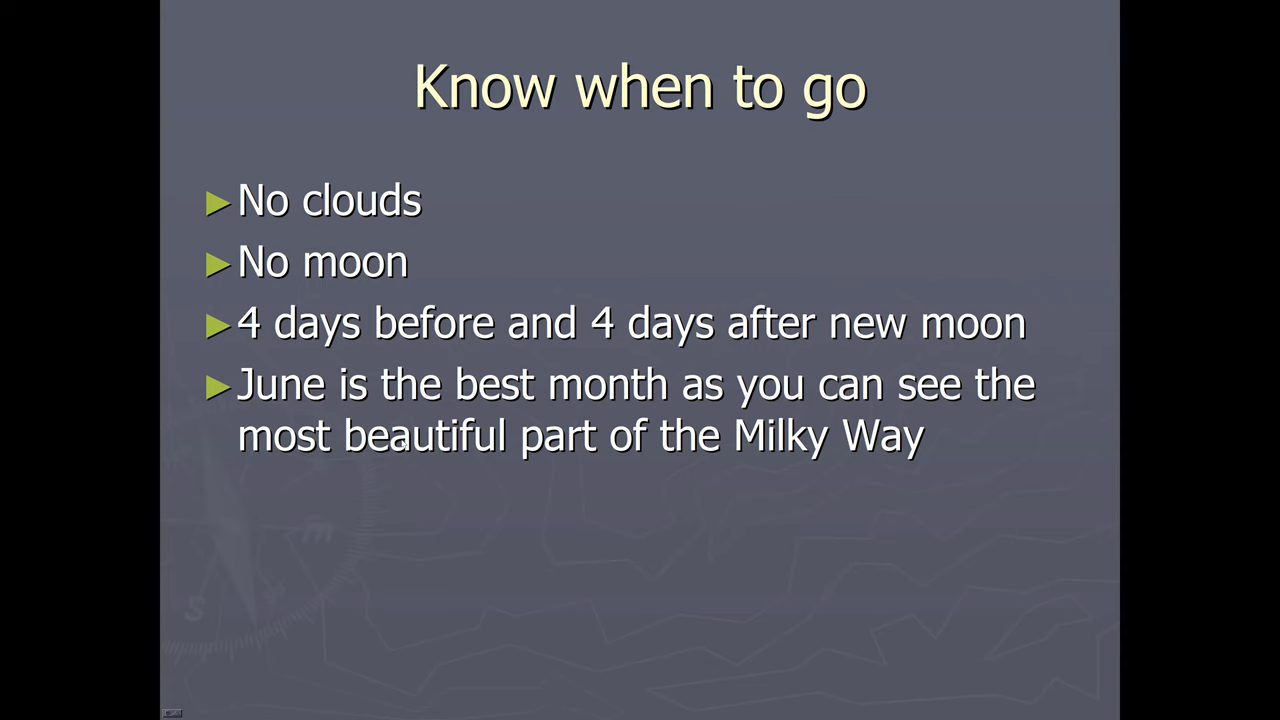 Know when to go
►No clouds
►No moon
►4 days before and 4 days after new moon
►June is the best month as you can see the
most beautiful part of the Milky Way
S